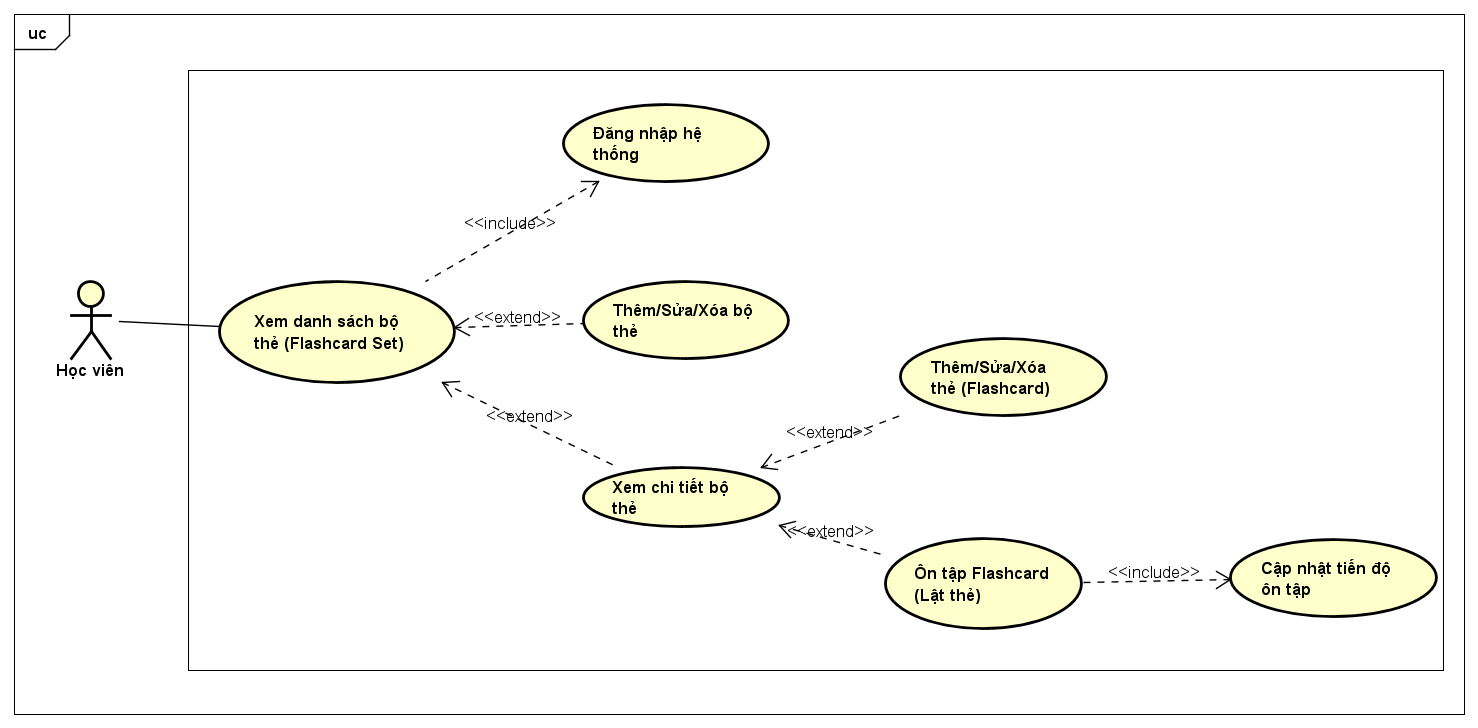 uc
Đăng nhập hệ
thống
<<include>>
Học viên
Xem danh sách bộ
thẻ (Flashcard Set)
<<extend>>
Thêm/Sửa/Xóa bộ
thẻ
<<extend>>
Xem chi tiết bộ
thẻ
<<extend>>
Thêm/Sửa/Xóa
thẻ (Flashcard)
<<extend>>
Ôn tập Flashcard
(Lật thẻ)
<<include>>
Cập nhật tiến độ
ôn tập